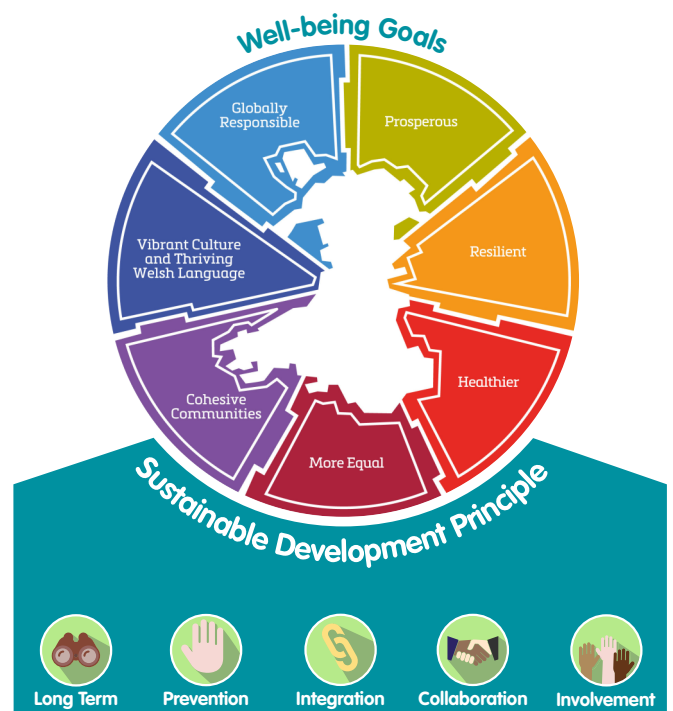 Well-being Goals
Globally
Responsible
Prosperous
Vibrant Culture
and Thriving
Welsh Language
Resilient
Cohesive
Communities
Healthier
More Equal
Sustainable Development Principle
Long Term
Prevention
Integration
Collaboration
Involvement